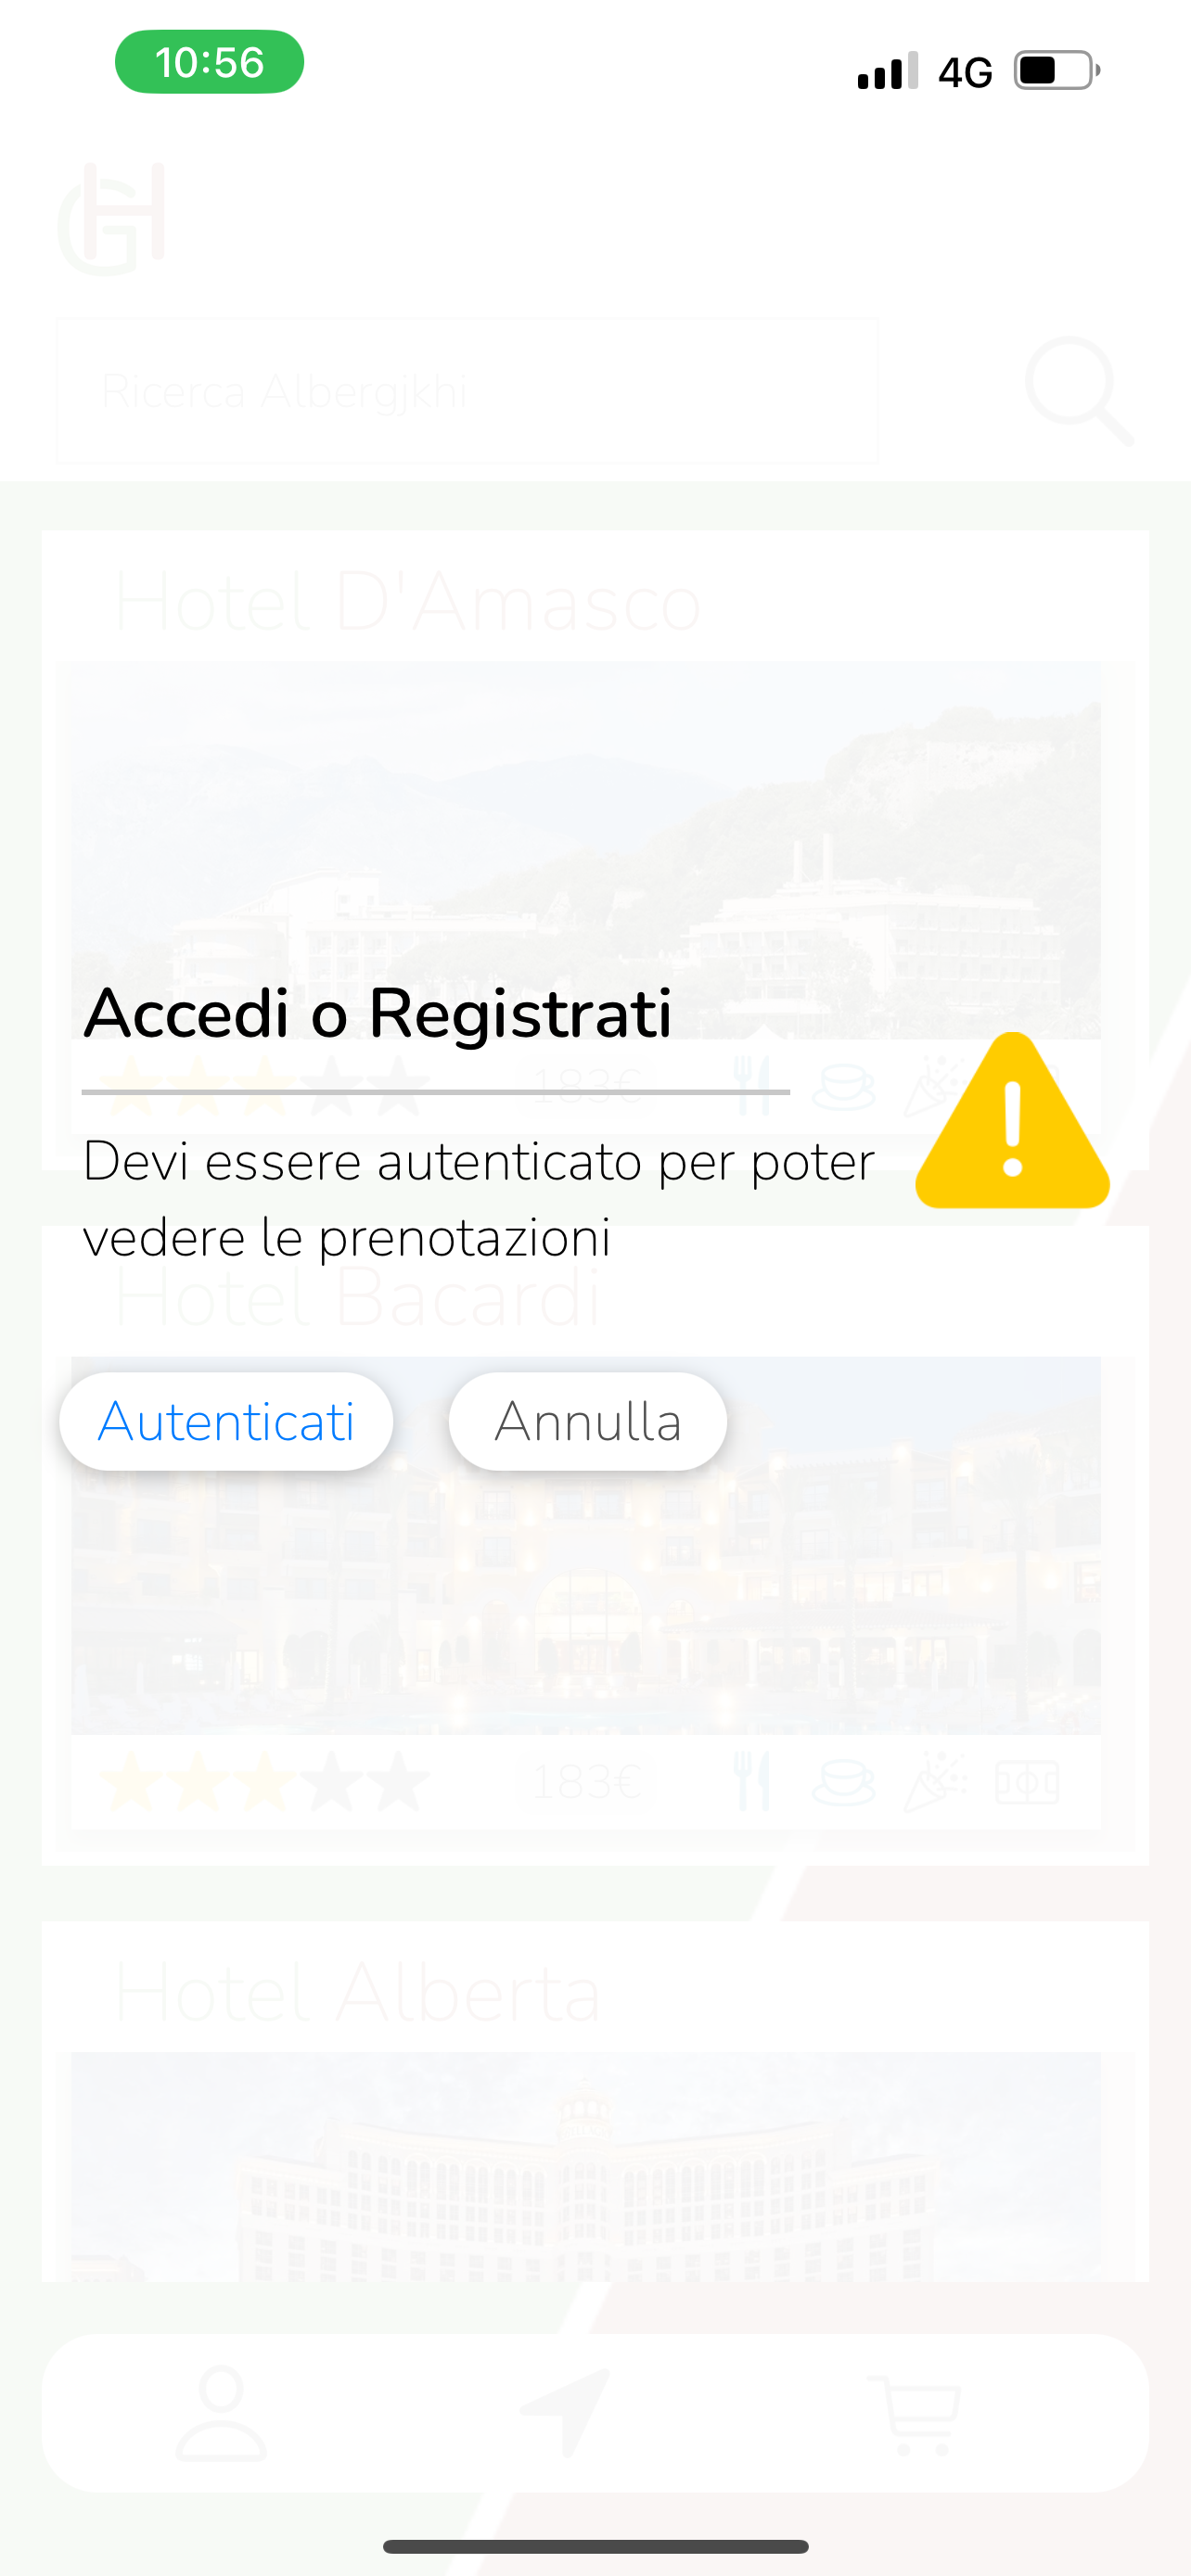 10:56 4G
GH
Ricerca Albergjkhi
Hotel D'Amasco
Accedi o Registrati
183€
Devi essere autenticato per poter
vedere le prenotazioni
Hotel Bacardi
Autenticati Annulla
183€
Hotel Alberta